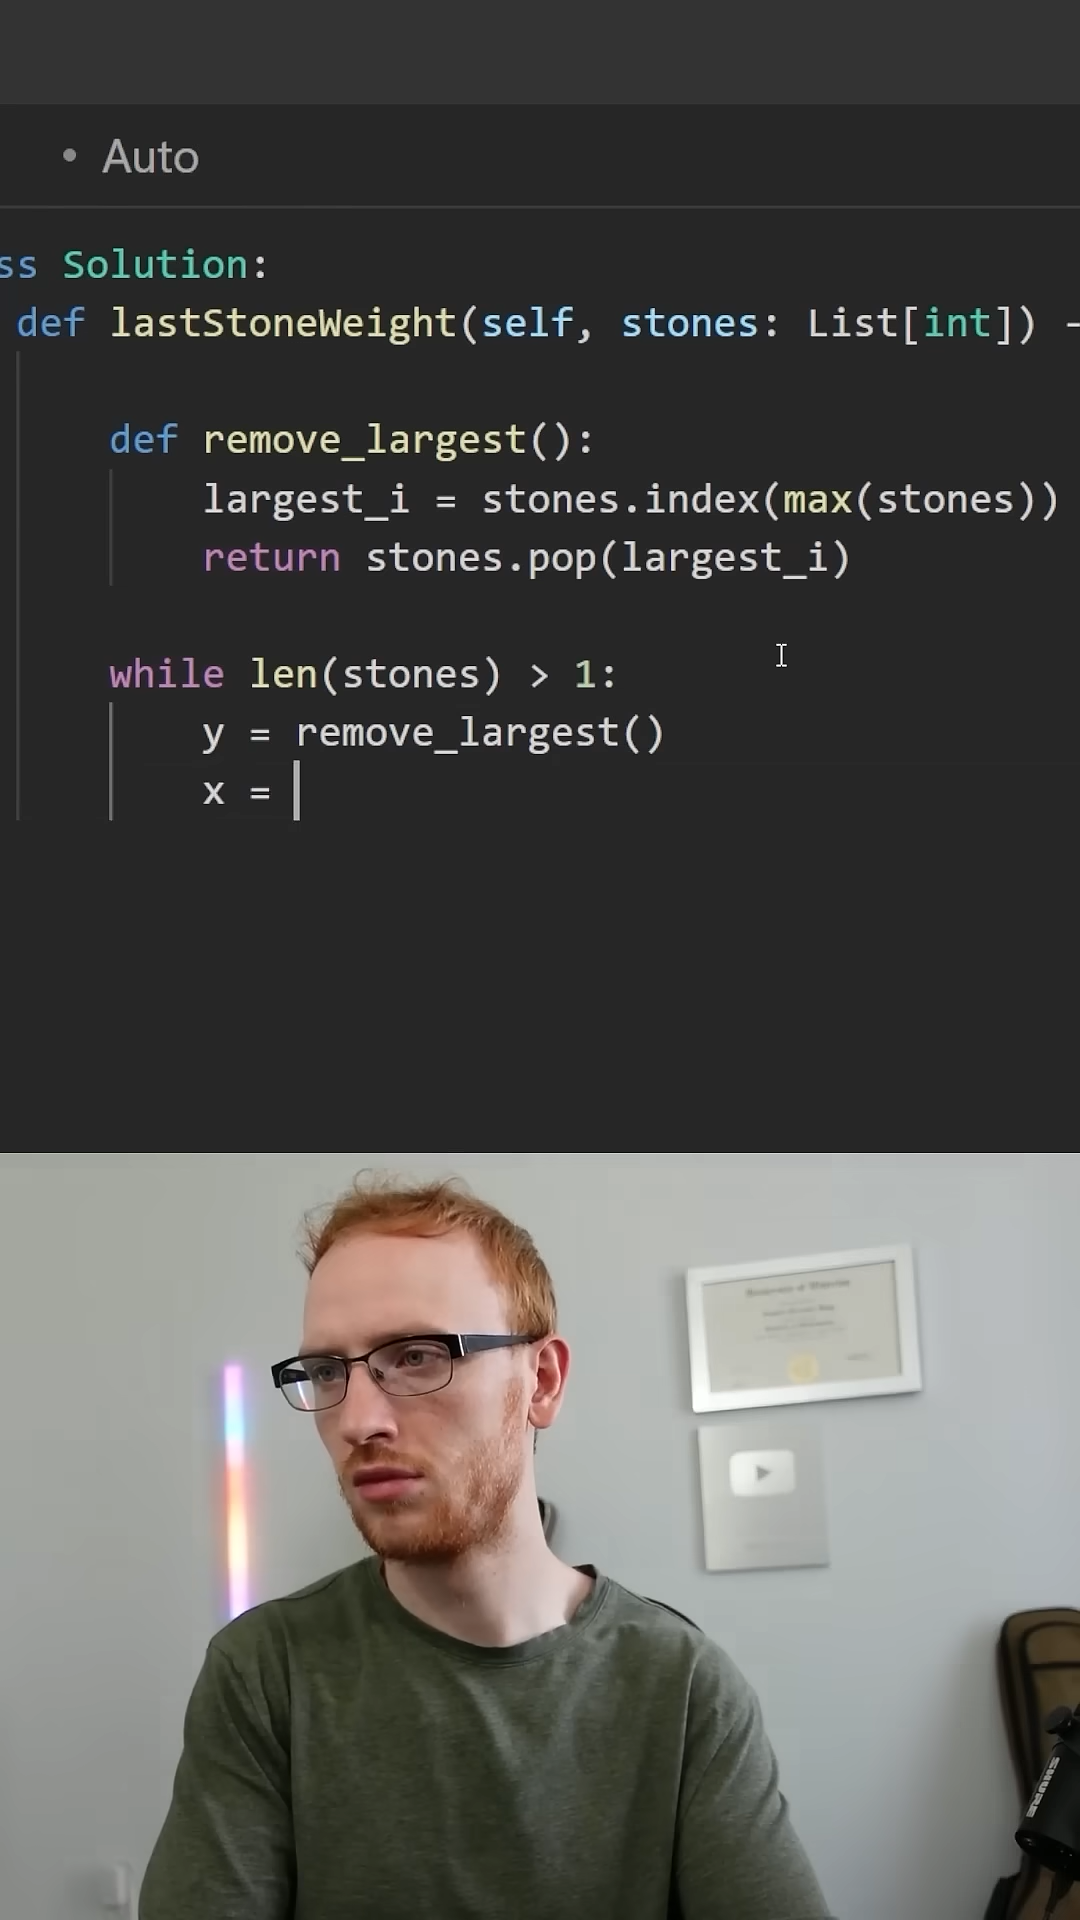 • Auto
ss Solution:
def lastStoneWeight(self, stones: List[int]) -
def remove_largest():
largest_i = stones.index(max(stones))
return stones.pop(largest_i)
while len(stones) > 1:
y = remove_largest()
x =
SHURE